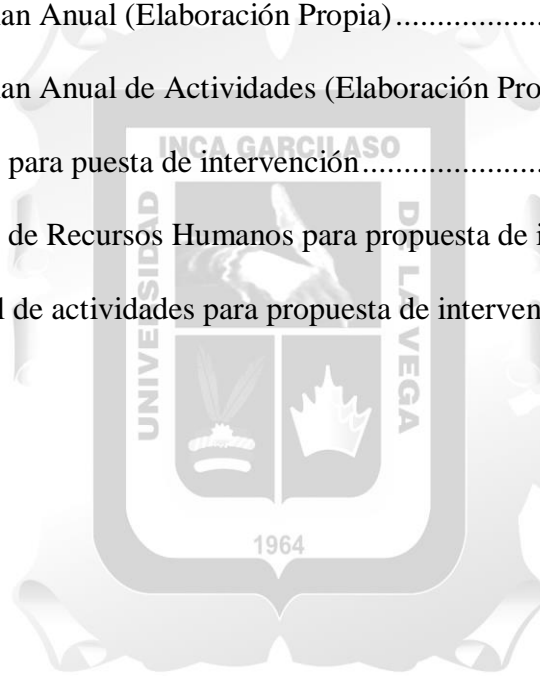 an Anual (Elaboración Propia)......................
an Anual de Actividades (Elaboración Pro
INCA GARCILASO
para puesta de intervención......................
UNIVERSIDAD
DE LA VEGA
de Recursos Humanos para propuesta de i
l de actividades para propuesta de interven
1964